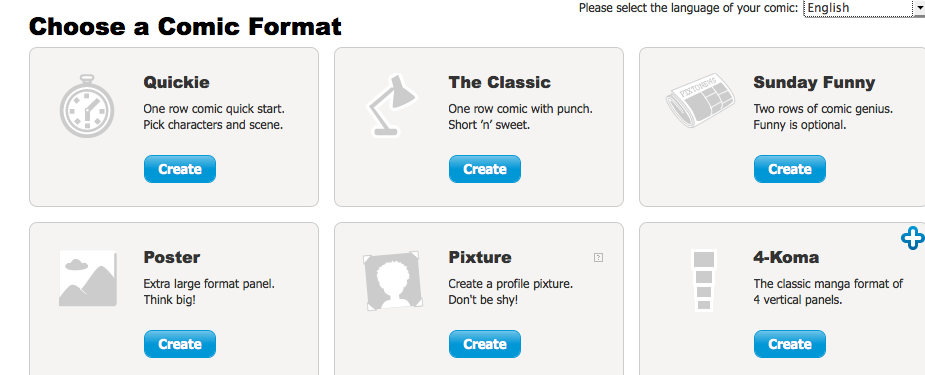 Please select the language of your comic: English
Choose a Comic Format
Quickie
One row comic quick start.
Pick characters and scene.
Create
The Classic
One row comic with punch.
Short ’n’ sweet.
Create
PIXTONIAN
Sunday Funny
Two rows of comic genius.
Funny is optional.
Create
Poster
Extra large format panel.
Think big!
Create
Pixture
?
Create a profile pixture.
Don't be shy!
Create
4-Koma
The classic manga format of
4 vertical panels.
Create